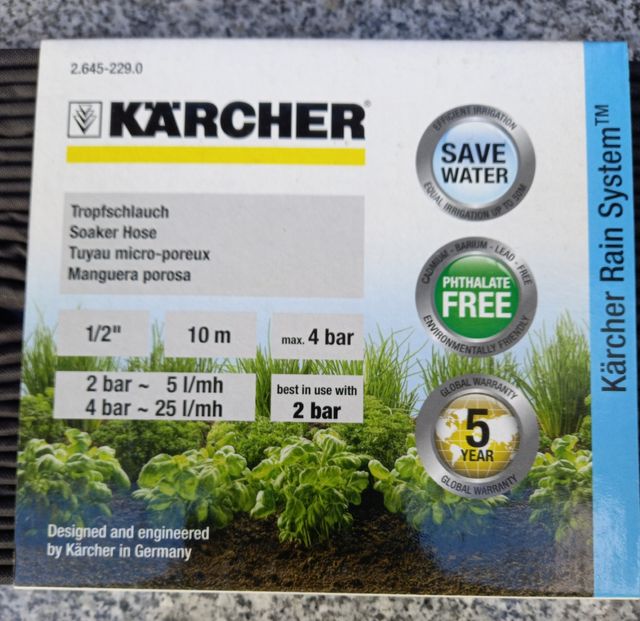 2.645-229.0
KÄRCHER®
Tropfschlauch
Soaker Hose
Tuyau micro-poreux
Manguera porosa
1/2"
10 m
max. 4 bar
2 bar ~ 5 l/mh
4 bar ~ 25 l/mh
best in use with
2 bar
EFFICIENT IRRIGATION
SAVE
WATER
EQUAL IRRIGATION UP TO 50M
CADMIUM - BARIUM - LEAD - FREE
PHTHALATE
FREE
ENVIRONMENTALLY FRIENDLY
GLOBAL WARRANTY
5
YEAR
GLOBAL WARRANTY
Kärcher Rain System™
Designed and engineered
by Kärcher in Germany